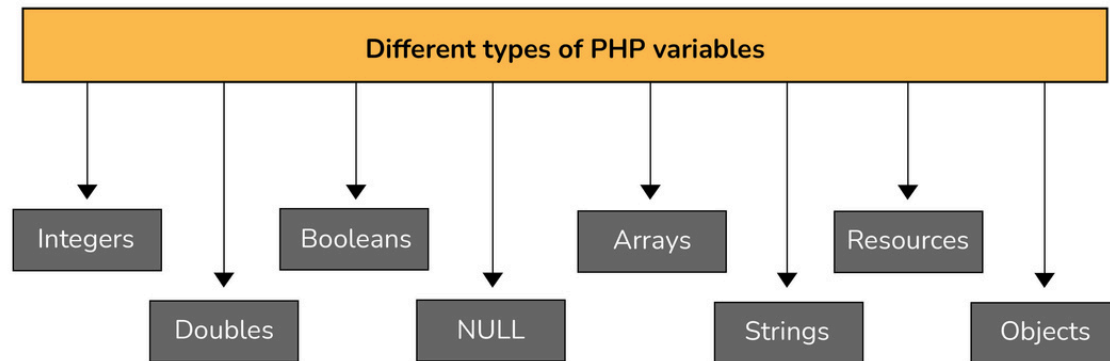 Different types of PHP variables
Integers
Booleans
Arrays
Resources
Doubles
NULL
Strings
Objects